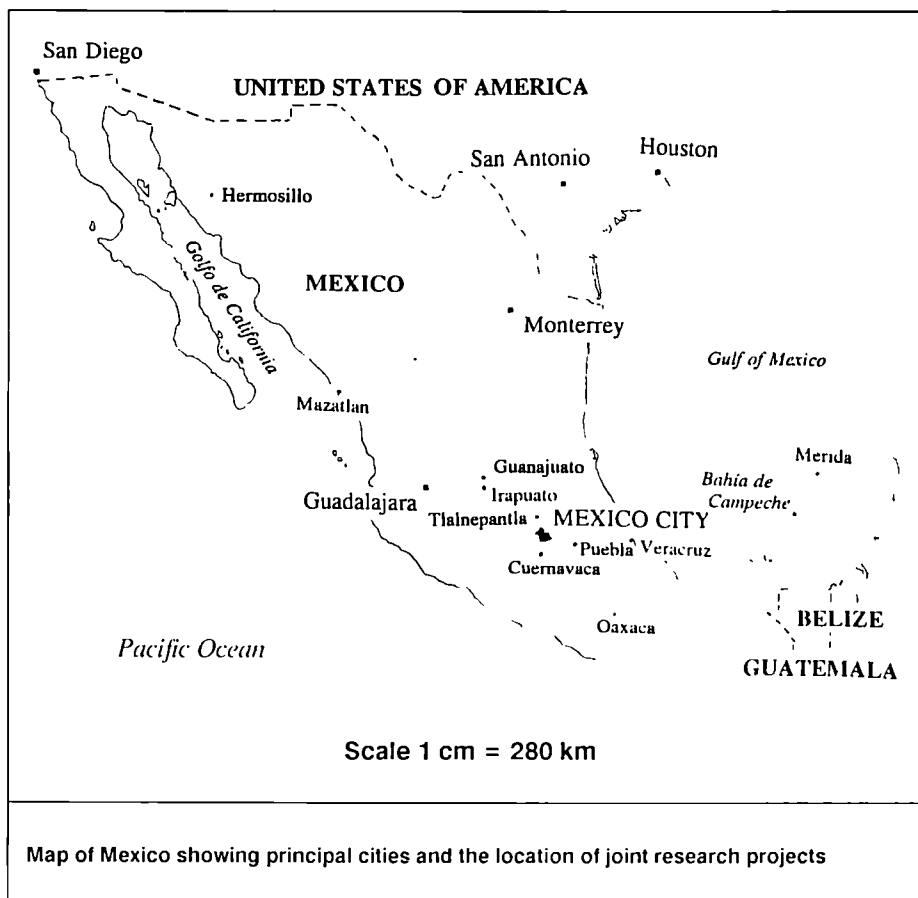 San Diego
UNITED STATES OF AMERICA
San Antonio
Houston
Hermosillo
Golfo de California
MEXICO
Monterrey
Gulf of Mexico
Mazatlan
Guanajuato
Merida
Guadalajara
Irapuato
Bahía de
Campeche
Tlalnepantla
MEXICO CITY
Puebla
Veracruz
Cuernavaca
Oaxaca
BELIZE
Pacific Ocean
GUATEMALA
Scale 1 cm = 280 km
Map of Mexico showing principal cities and the location of joint research projects